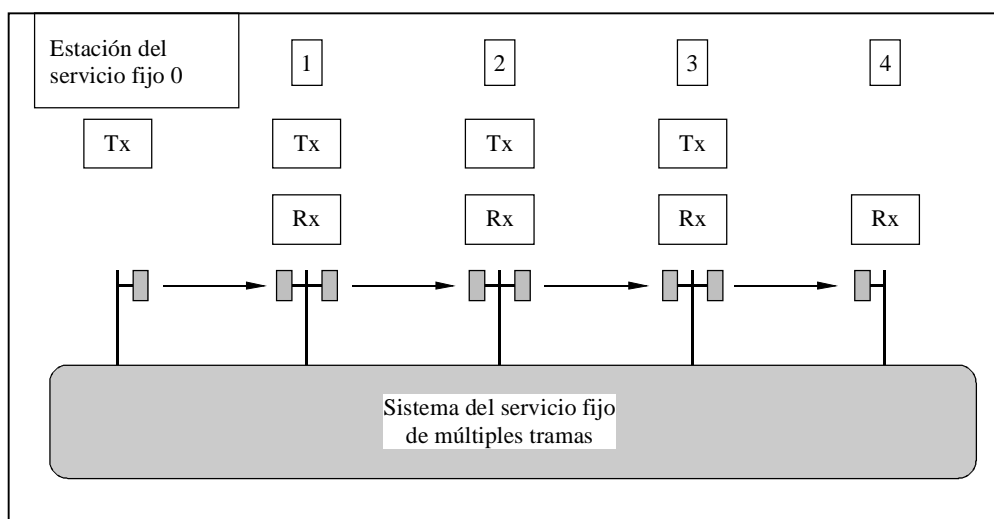 Estación del
servicio fijo 0
1
2
3
4
Tx
Tx
Tx
Tx
Rx
Rx
Rx
Rx
Sistema del servicio fijo
de múltiples tramas